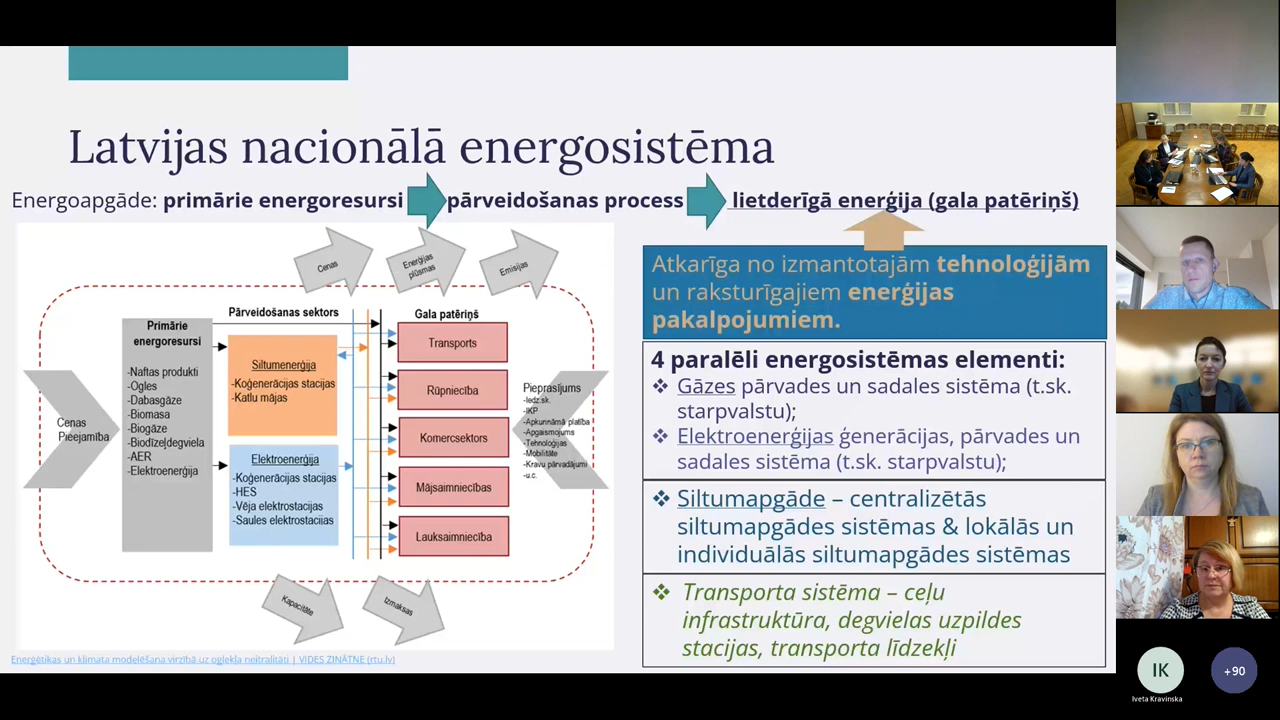 Latvijas nacionālā energosistēma
Energoapgāde: primārie energoresursi pārveidošanas process lietderīgā enerģija (gala patēriņš)
Cenas
Enerģijas
plūsmas
Emisijas
Cenas
Pieejamība
Primārie
energoresursi
-Naftas produkti
-Ogles
-Dabasgāze
-Biomasa
-Biogāze
-Biodīzeļdegviela
-AER
-Elektroenerģija
Pārveidošanas sektors
Siltumenerģija
-Koģenerācijas stacijas
-Katlu mājas
Elektroenerģija
-Koģenerācijas stacijas
-HES
-Vēja elektrostacijas
-Saules elektrostacijas
Gala patēriņš
Transports
Rūpniecība
Komercsektors
Mājsaimniecības
Lauksaimniecība
Pieprasījums
-Iedz.sk.
-IKP
-Apkurināmā platība
-Apgaismojums
-Tehnoloģijas
-Mobilitāte
-Kravu pārvadājumi
-u.c.
Kapacitāte
Izmaksas
Atkarīga no izmantotajām tehnoloģijām
un raksturīgajiem enerģijas
pakalpojumiem.
4 paralēli energosistēmas elementi:
❖ Gāzes pārvades un sadales sistēma (t.sk.
starpvalstu);
❖ Elektroenerģijas ģenerācijas, pārvades un
sadales sistēma (t.sk. starpvalstu);
❖ Siltumapgāde – centralizētās
siltumapgādes sistēmas & lokālās un
individuālās siltumapgādes sistēmas
❖ Transporta sistēma – ceļu
infrastruktūra, degvielas uzpildes
stacijas, transporta līdzekļi
Enerģētikas un klimata modelēšana virzībā uz oglekļa neitralitāti | VIDES ZINĀTNE (rtu.lv)
IK
Iveta Kravinska
+90